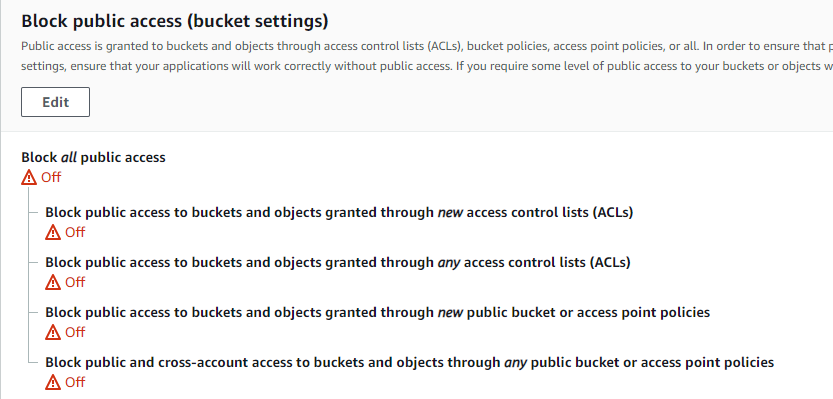 Block public access (bucket settings)
Public access is granted to buckets and objects through access control lists (ACLs), bucket policies, access point policies, or all. In order to ensure that
settings, ensure that your applications will work correctly without public access. If you require some level of public access to your buckets or objects
Edit
Block all public access
Off
Block public access to buckets and objects granted through new access control lists (ACLs)
Off
Block public access to buckets and objects granted through any access control lists (ACLs)
Off
Block public access to buckets and objects granted through new public bucket or access point policies
Off
Block public and cross-account access to buckets and objects through any public bucket or access point policies
Off